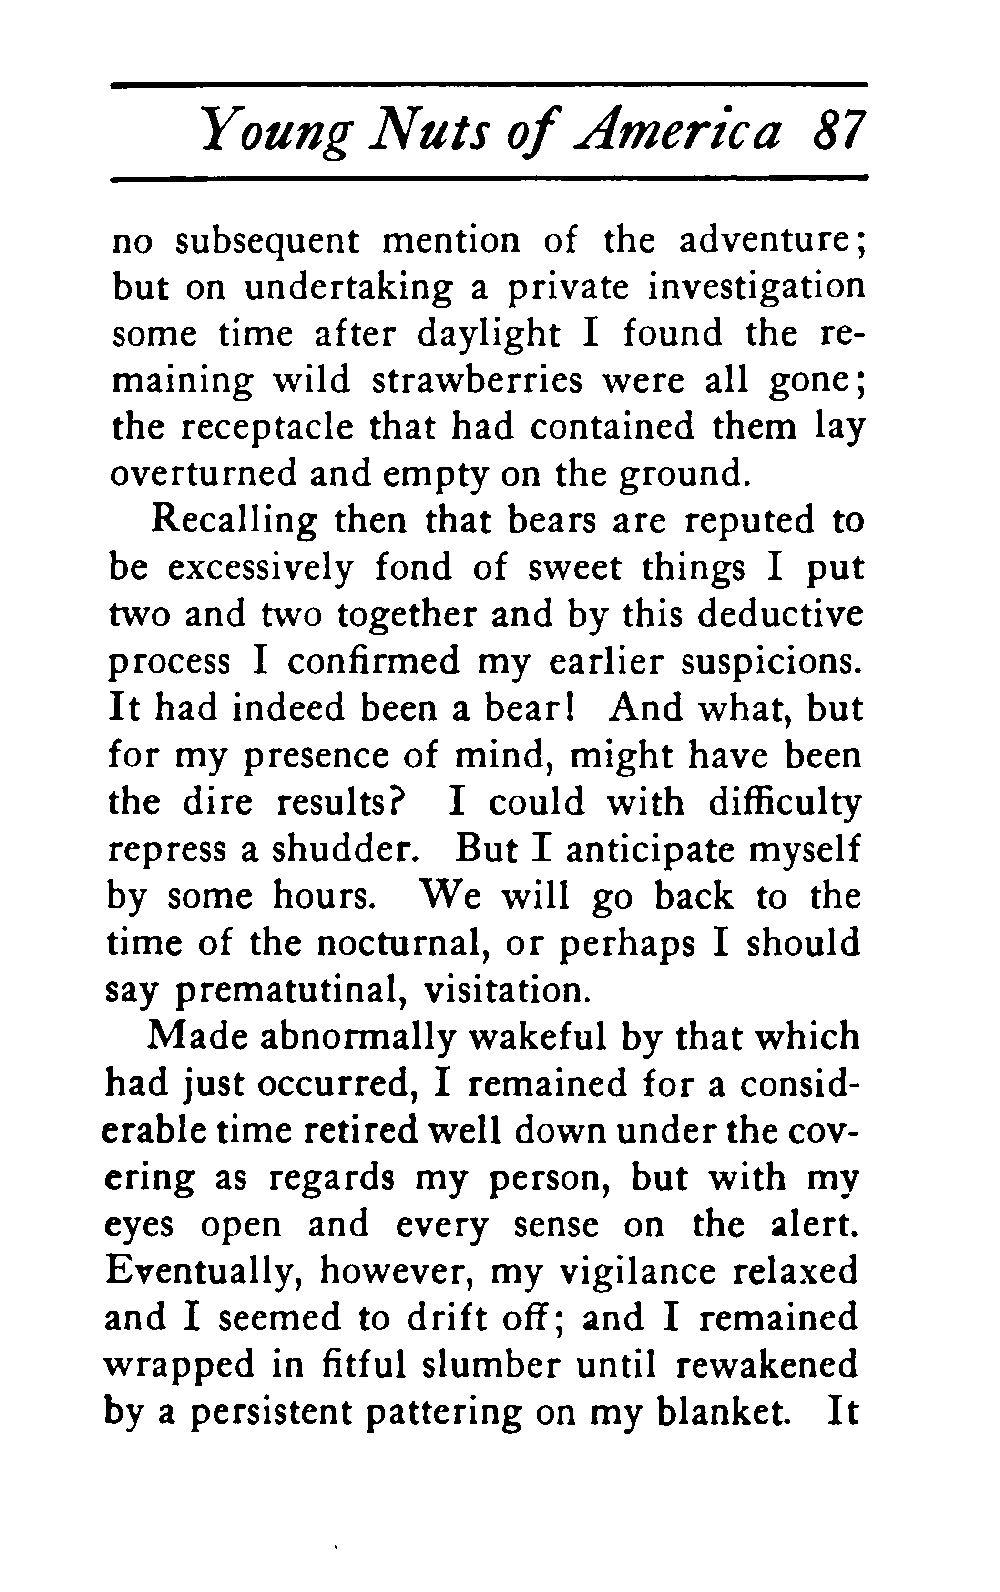 Young Nuts of America 87
no subsequent mention of the adventure;
but on undertaking a private investigation
some time after daylight I found the re-
maining wild strawberries were all gone;
the receptacle that had contained them lay
overturned and empty on the ground.
Recalling then that bears are reputed to
be excessively fond of sweet things I put
two and two together and by this deductive
process I confirmed my earlier suspicions.
It had indeed been a bear! And what, but
for my presence of mind, might have been
the dire results? I could with difficulty
repress a shudder. But I anticipate myself
by some hours. We will go back to the
time of the nocturnal, or perhaps I should
say prematutinal, visitation.
Made abnormally wakeful by that which
had just occurred, I remained for a consid-
erable time retired well down under the cov-
ering as regards my person, but with my
eyes open and every sense on the alert.
Eventually, however, my vigilance relaxed
and I seemed to drift off; and I remained
wrapped in fitful slumber until rewakened
by a persistent pattering on my blanket. It